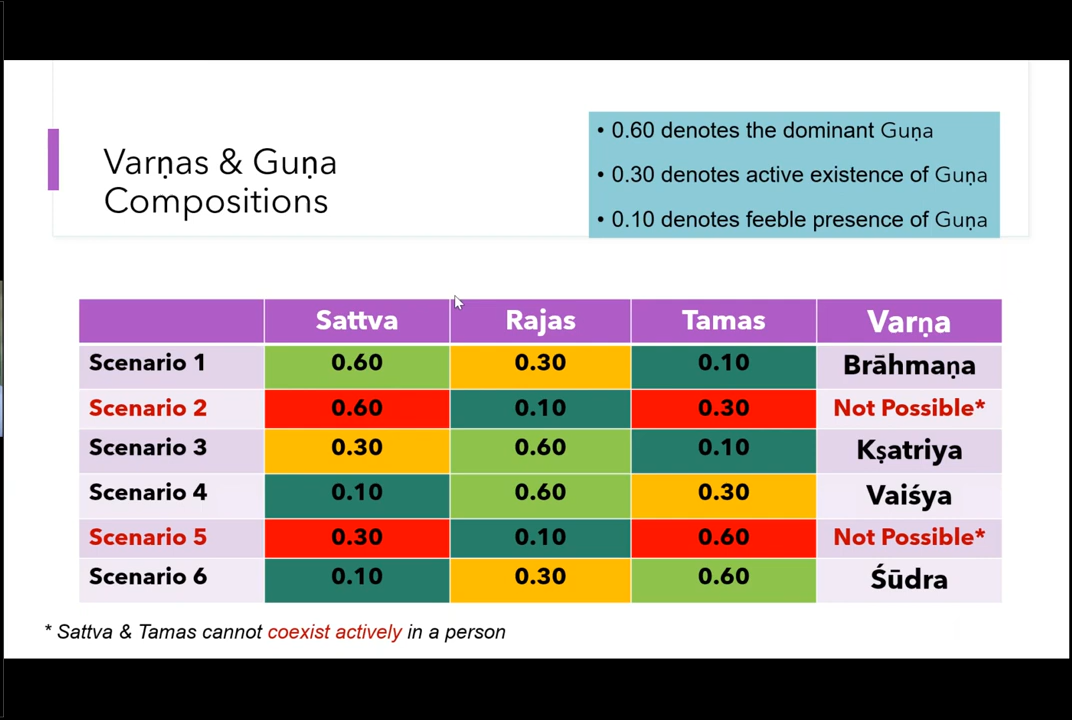 Varṇas & Guṇa
Compositions
• 0.60 denotes the dominant Guṇa
• 0.30 denotes active existence of Guṇa
• 0.10 denotes feeble presence of Guṇa
Sattva Rajas Tamas Varṇa
Scenario 1 0.60 0.30 0.10 Brāhmaṇa
Scenario 2 0.60 0.10 0.30 Not Possible*
Scenario 3 0.30 0.60 0.10 Kṣatriya
Scenario 4 0.10 0.60 0.30 Vaiśya
Scenario 5 0.30 0.10 0.60 Not Possible*
Scenario 6 0.10 0.30 0.60 Śūdra
* Sattva & Tamas cannot coexist actively in a person